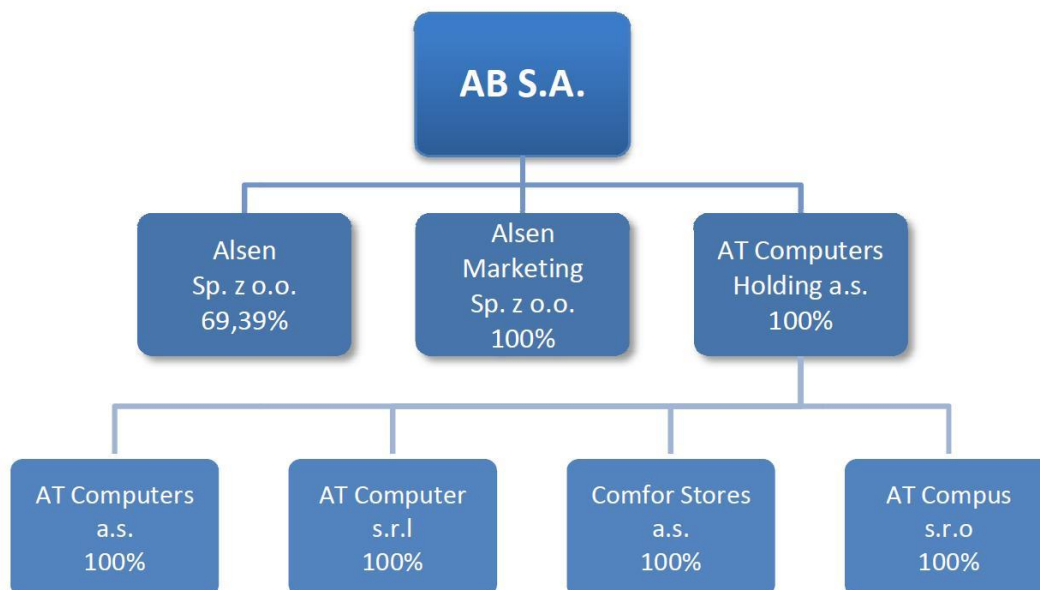 AB S.A.
Alsen
Sp. z o.o.
69,39%
Alsen
Marketing
Sp. z o.o.
100%
AT Computers
Holding a.s.
100%
AT Computers
a.s.
100%
AT Computer
s.r.l
100%
Comfor Stores
a.s.
100%
AT Compus
s.r.o
100%